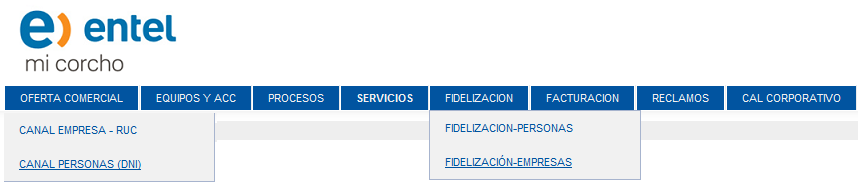 e) entel
mi corcho
OFERTA COMERCIAL EQUIPOS Y ACC PROCESOS SERVICIOS FIDELIZACION FACTURACION RECLAMOS CAL CORPORATIVO
CANAL EMPRESA - RUC FIDELIZACION-PERSONAS
CANAL PERSONAS (DNI) FIDELIZACIÓN-EMPRESAS